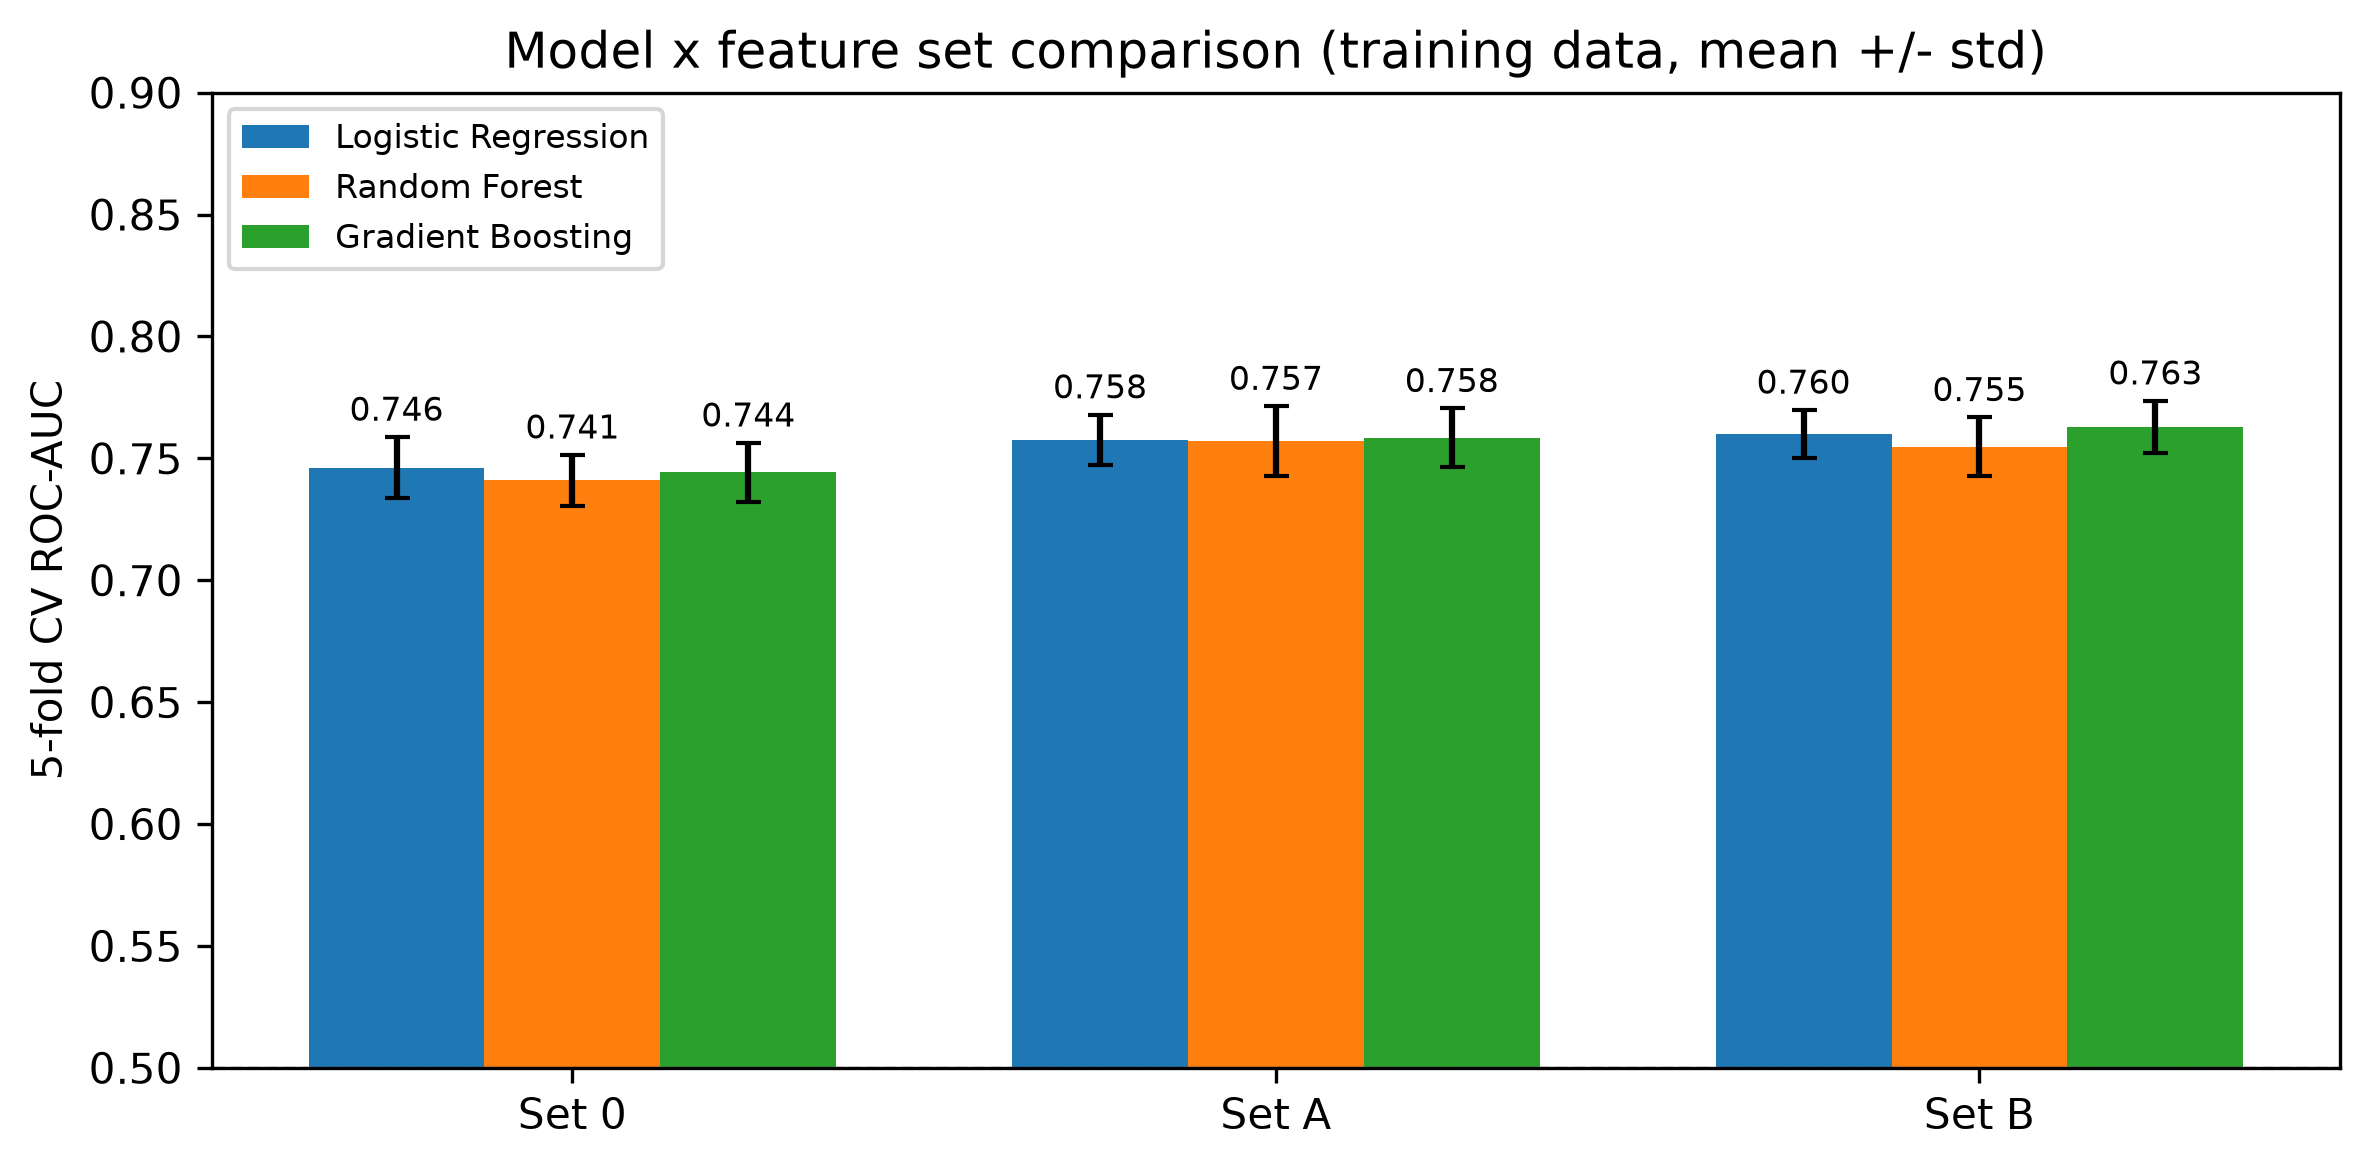 Model x feature set comparison (training data, mean +/- std)
5-fold CV ROC-AUC
0.90
0.85
0.80
0.75
0.70
0.65
0.60
0.55
0.50
Logistic Regression
Random Forest
Gradient Boosting
0.746
0.741
0.744
0.758
0.757
0.758
0.760
0.755
0.763
Set 0
Set A
Set B